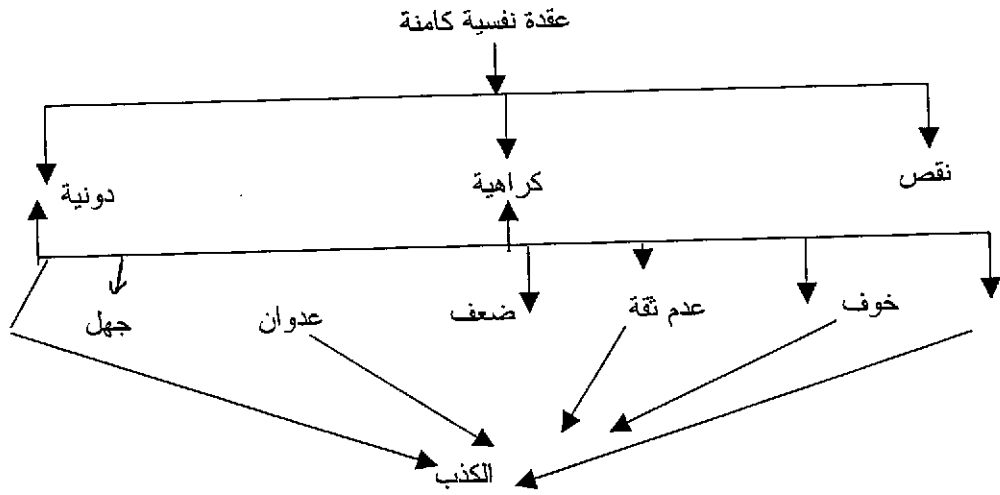 عقدة نفسية كامنة
نقص كراهية دونية
خوف عدم ثقة ضعف عدوان جهل
الكذب